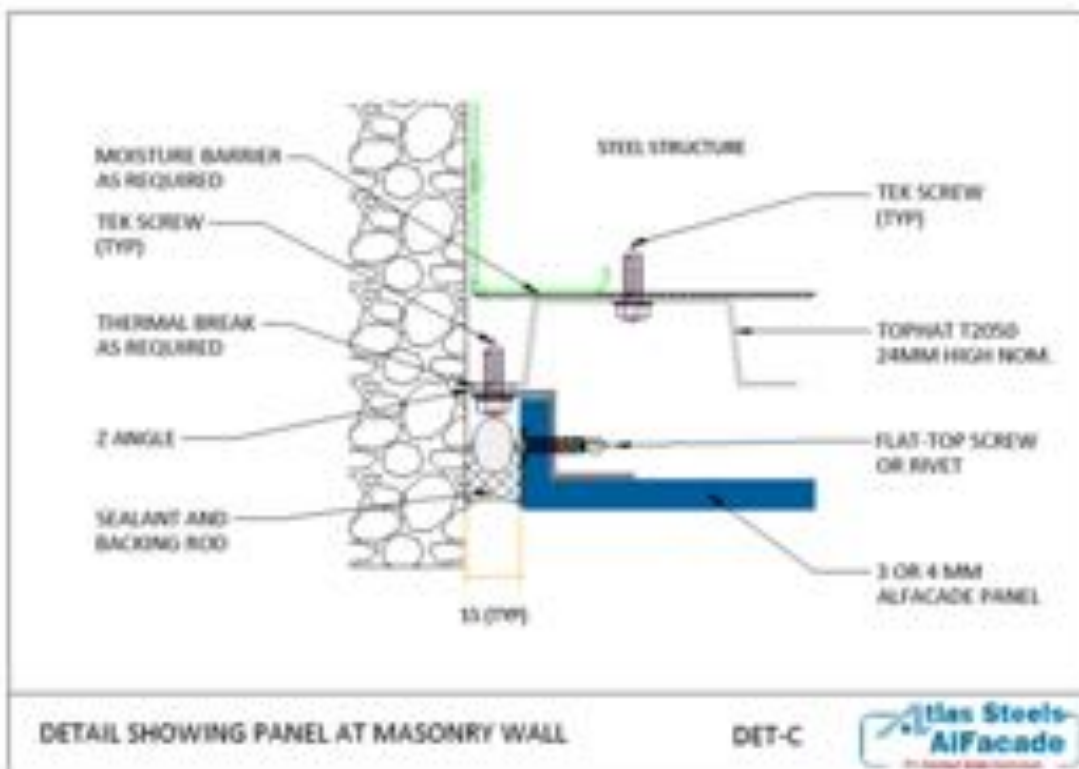 MOISTURE BARRIER
AS REQUIRED
TEK SCREW
(TYP)
THERMAL BREAK
AS REQUIRED
Z ANGLE
SEALANT AND
BACKING ROD
STEEL STRUCTURE
TEK SCREW
(TYP)
TOPHAT T2050
24MM HIGH NOM.
FLAT-TOP SCREW
OR RIVET
3 OR 4 MM
ALFACADE PANEL
15 (TYP)
DETAIL SHOWING PANEL AT MASONRY WALL
DET-C
Atlas Steels
AlFacade